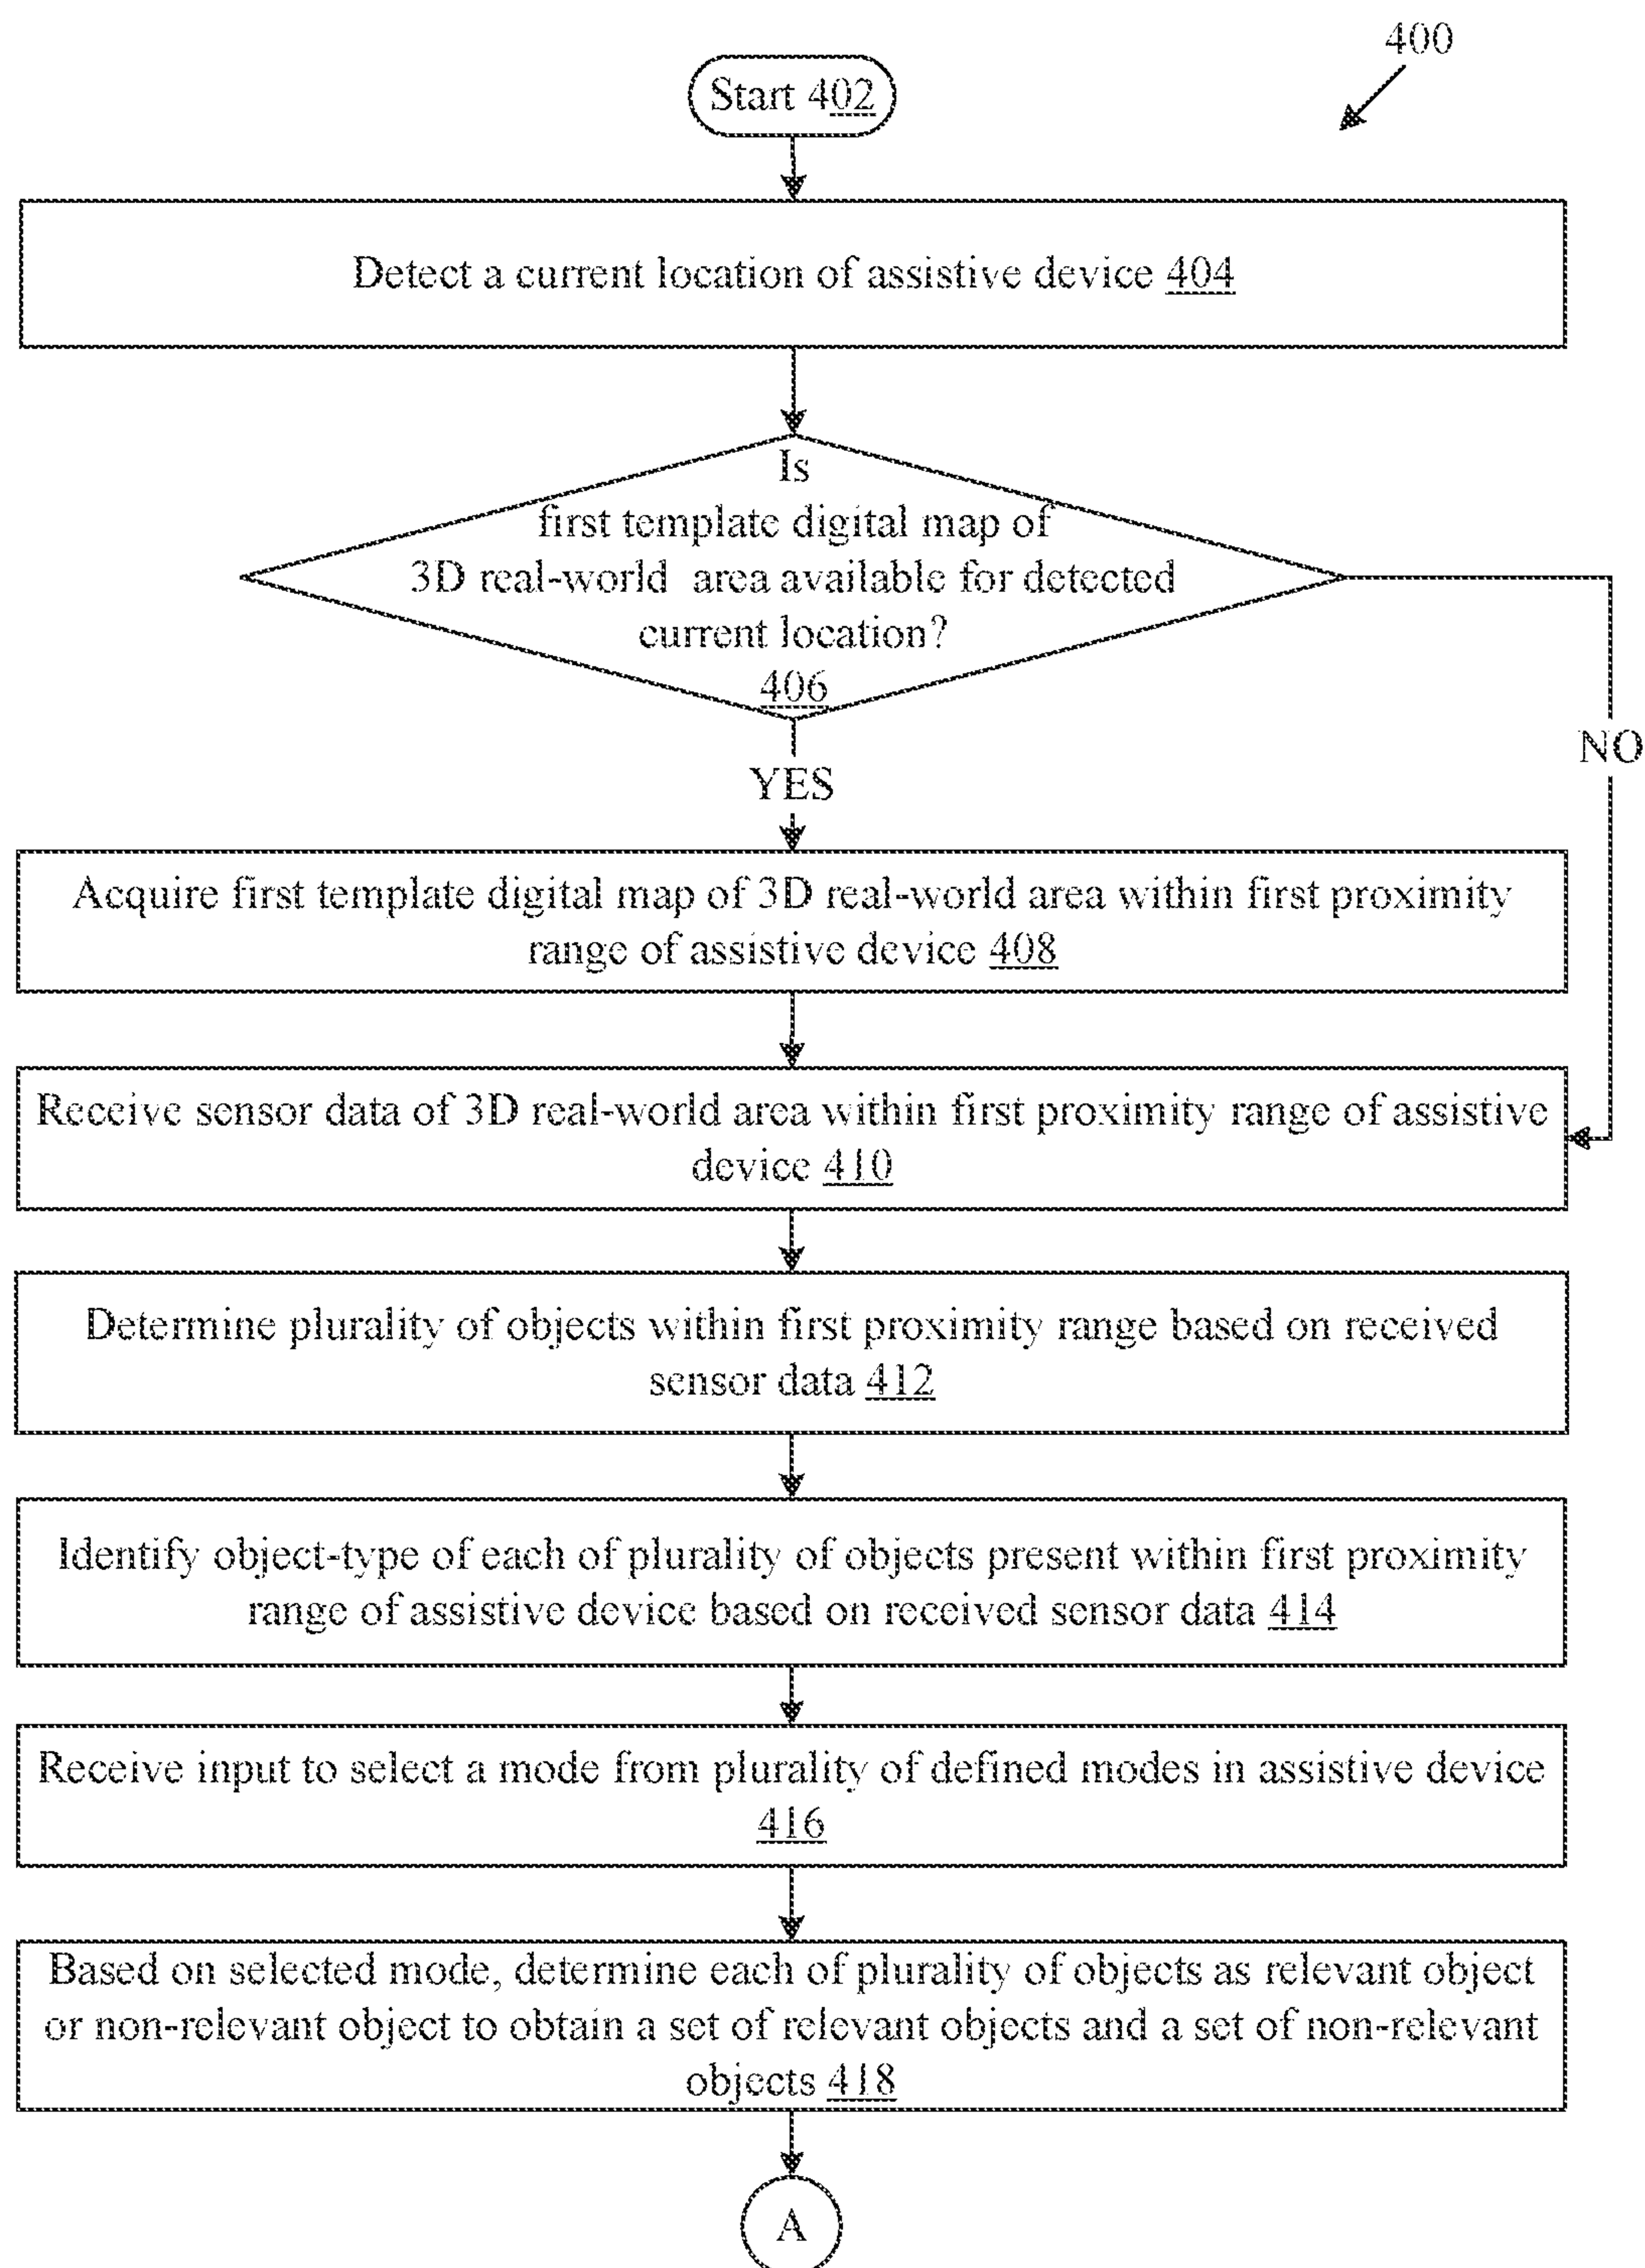 400
Start 402
Detect a current location of assistive device 404
Is
first template digital map of
3D real-world area available for detected
current location?
406
NO
YES
Acquire first template digital map of 3D real-world area within first proximity
range of assistive device 408
Receive sensor data of 3D real-world area within first proximity range of assistive
device 410
Determine plurality of objects within first proximity range based on received
sensor data 412
Identify object-type of each of plurality of objects present within first proximity
range of assistive device based on received sensor data 414
Receive input to select a mode from plurality of defined modes in assistive device
416
Based on selected mode, determine each of plurality of objects as relevant object
or non-relevant object to obtain a set of relevant objects and a set of non-relevant
objects 418
A